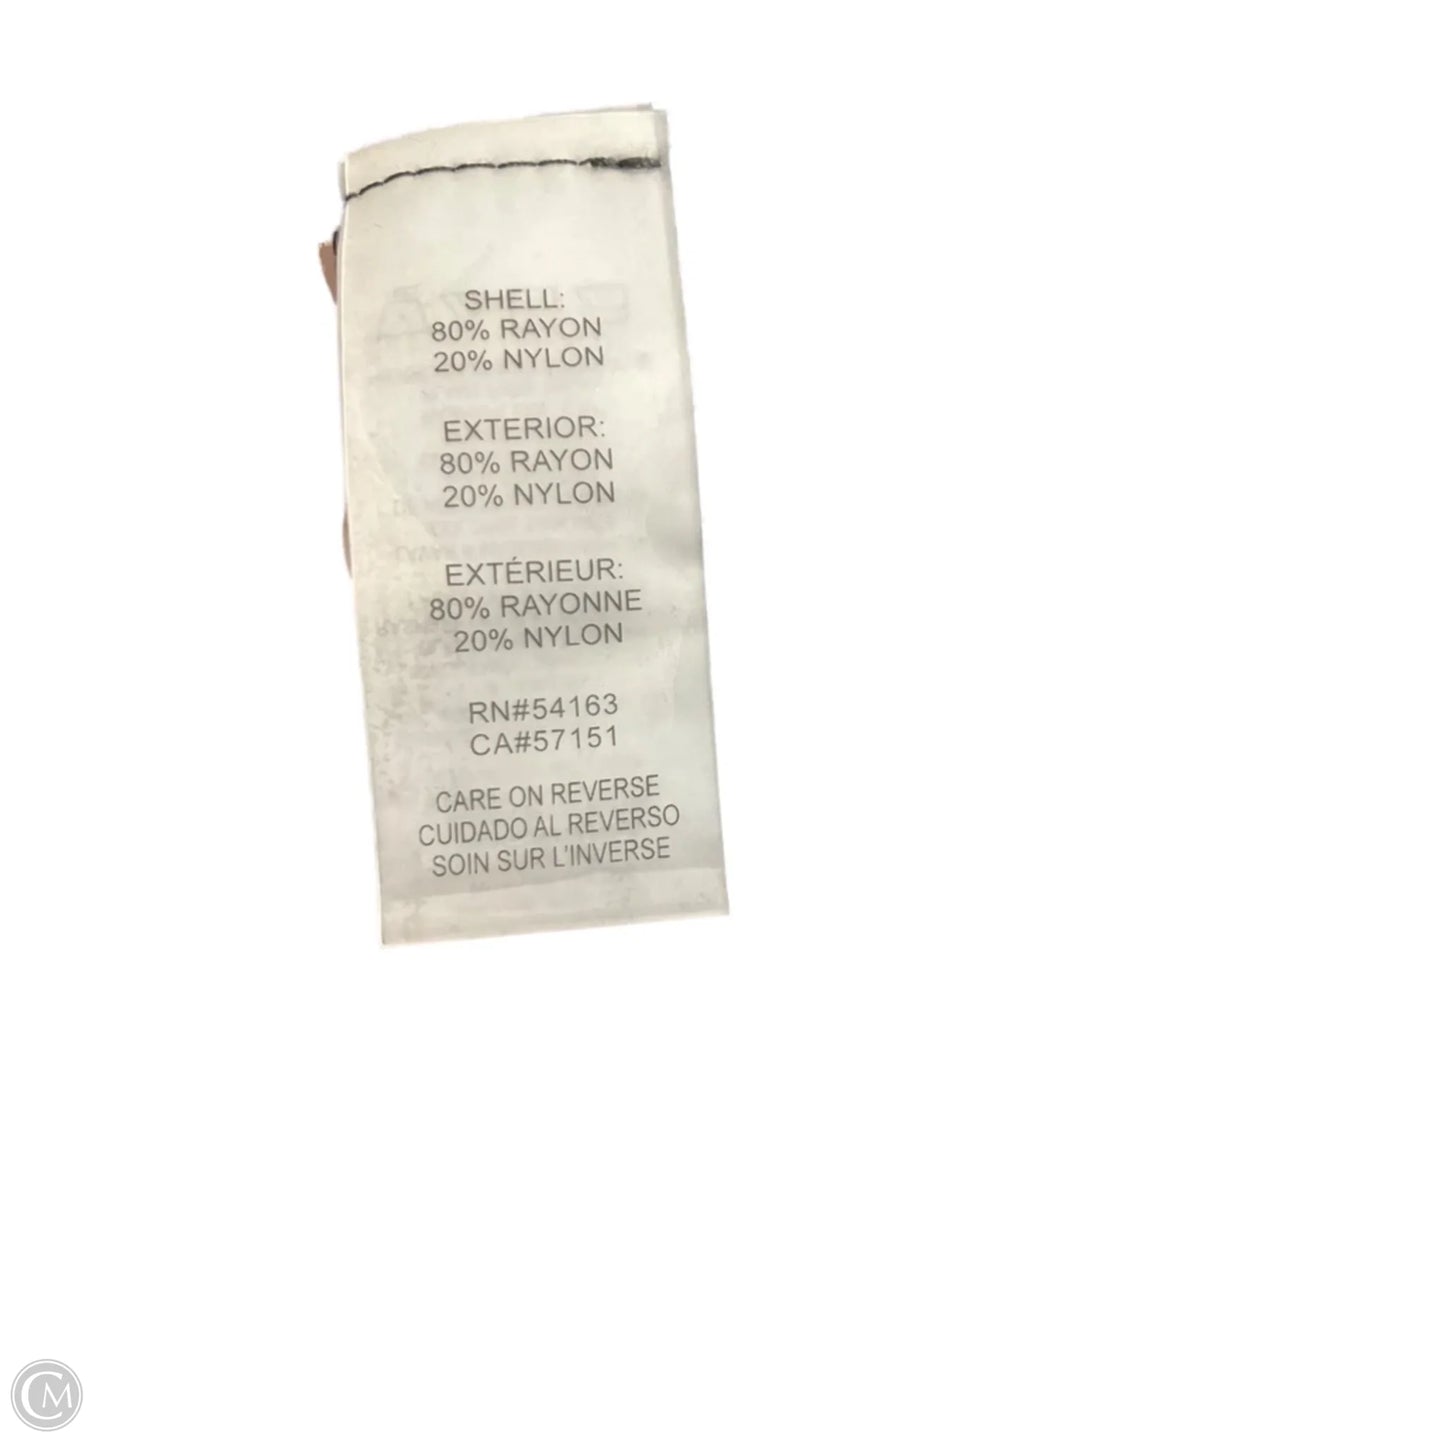 SHELL:
80% RAYON
20% NYLON
EXTERIOR:
80% RAYON
20% NYLON
EXTÉRIEUR:
80% RAYONNE
20% NYLON
RN#54163
CA#57151
CARE ON REVERSE
CUIDADO AL REVERSO
SOIN SUR L'INVERSE
CM